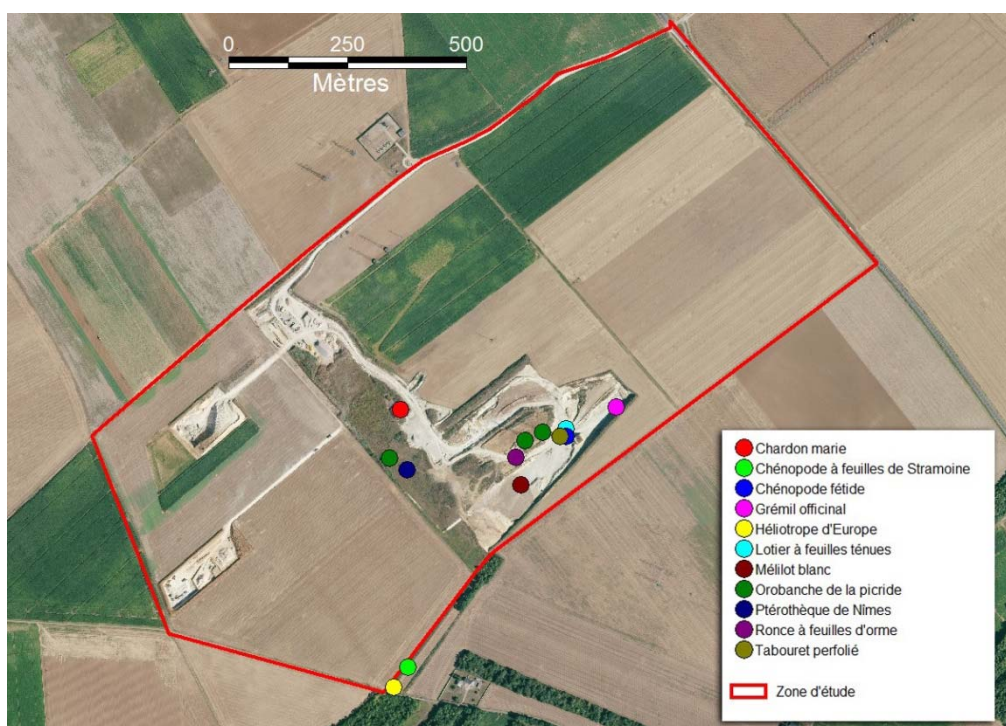 0 250 500
Mètres
Chardon marie
Chénopode à feuilles de Stramoine
Chénopode fétide
Grémil officinal
Héliotrope d'Europe
Lotier à feuilles ténues
Mélilot blanc
Orobanche de la picride
Ptérothèque de Nîmes
Ronce à feuilles d'orme
Tabouret perfolié
Zone d'étude